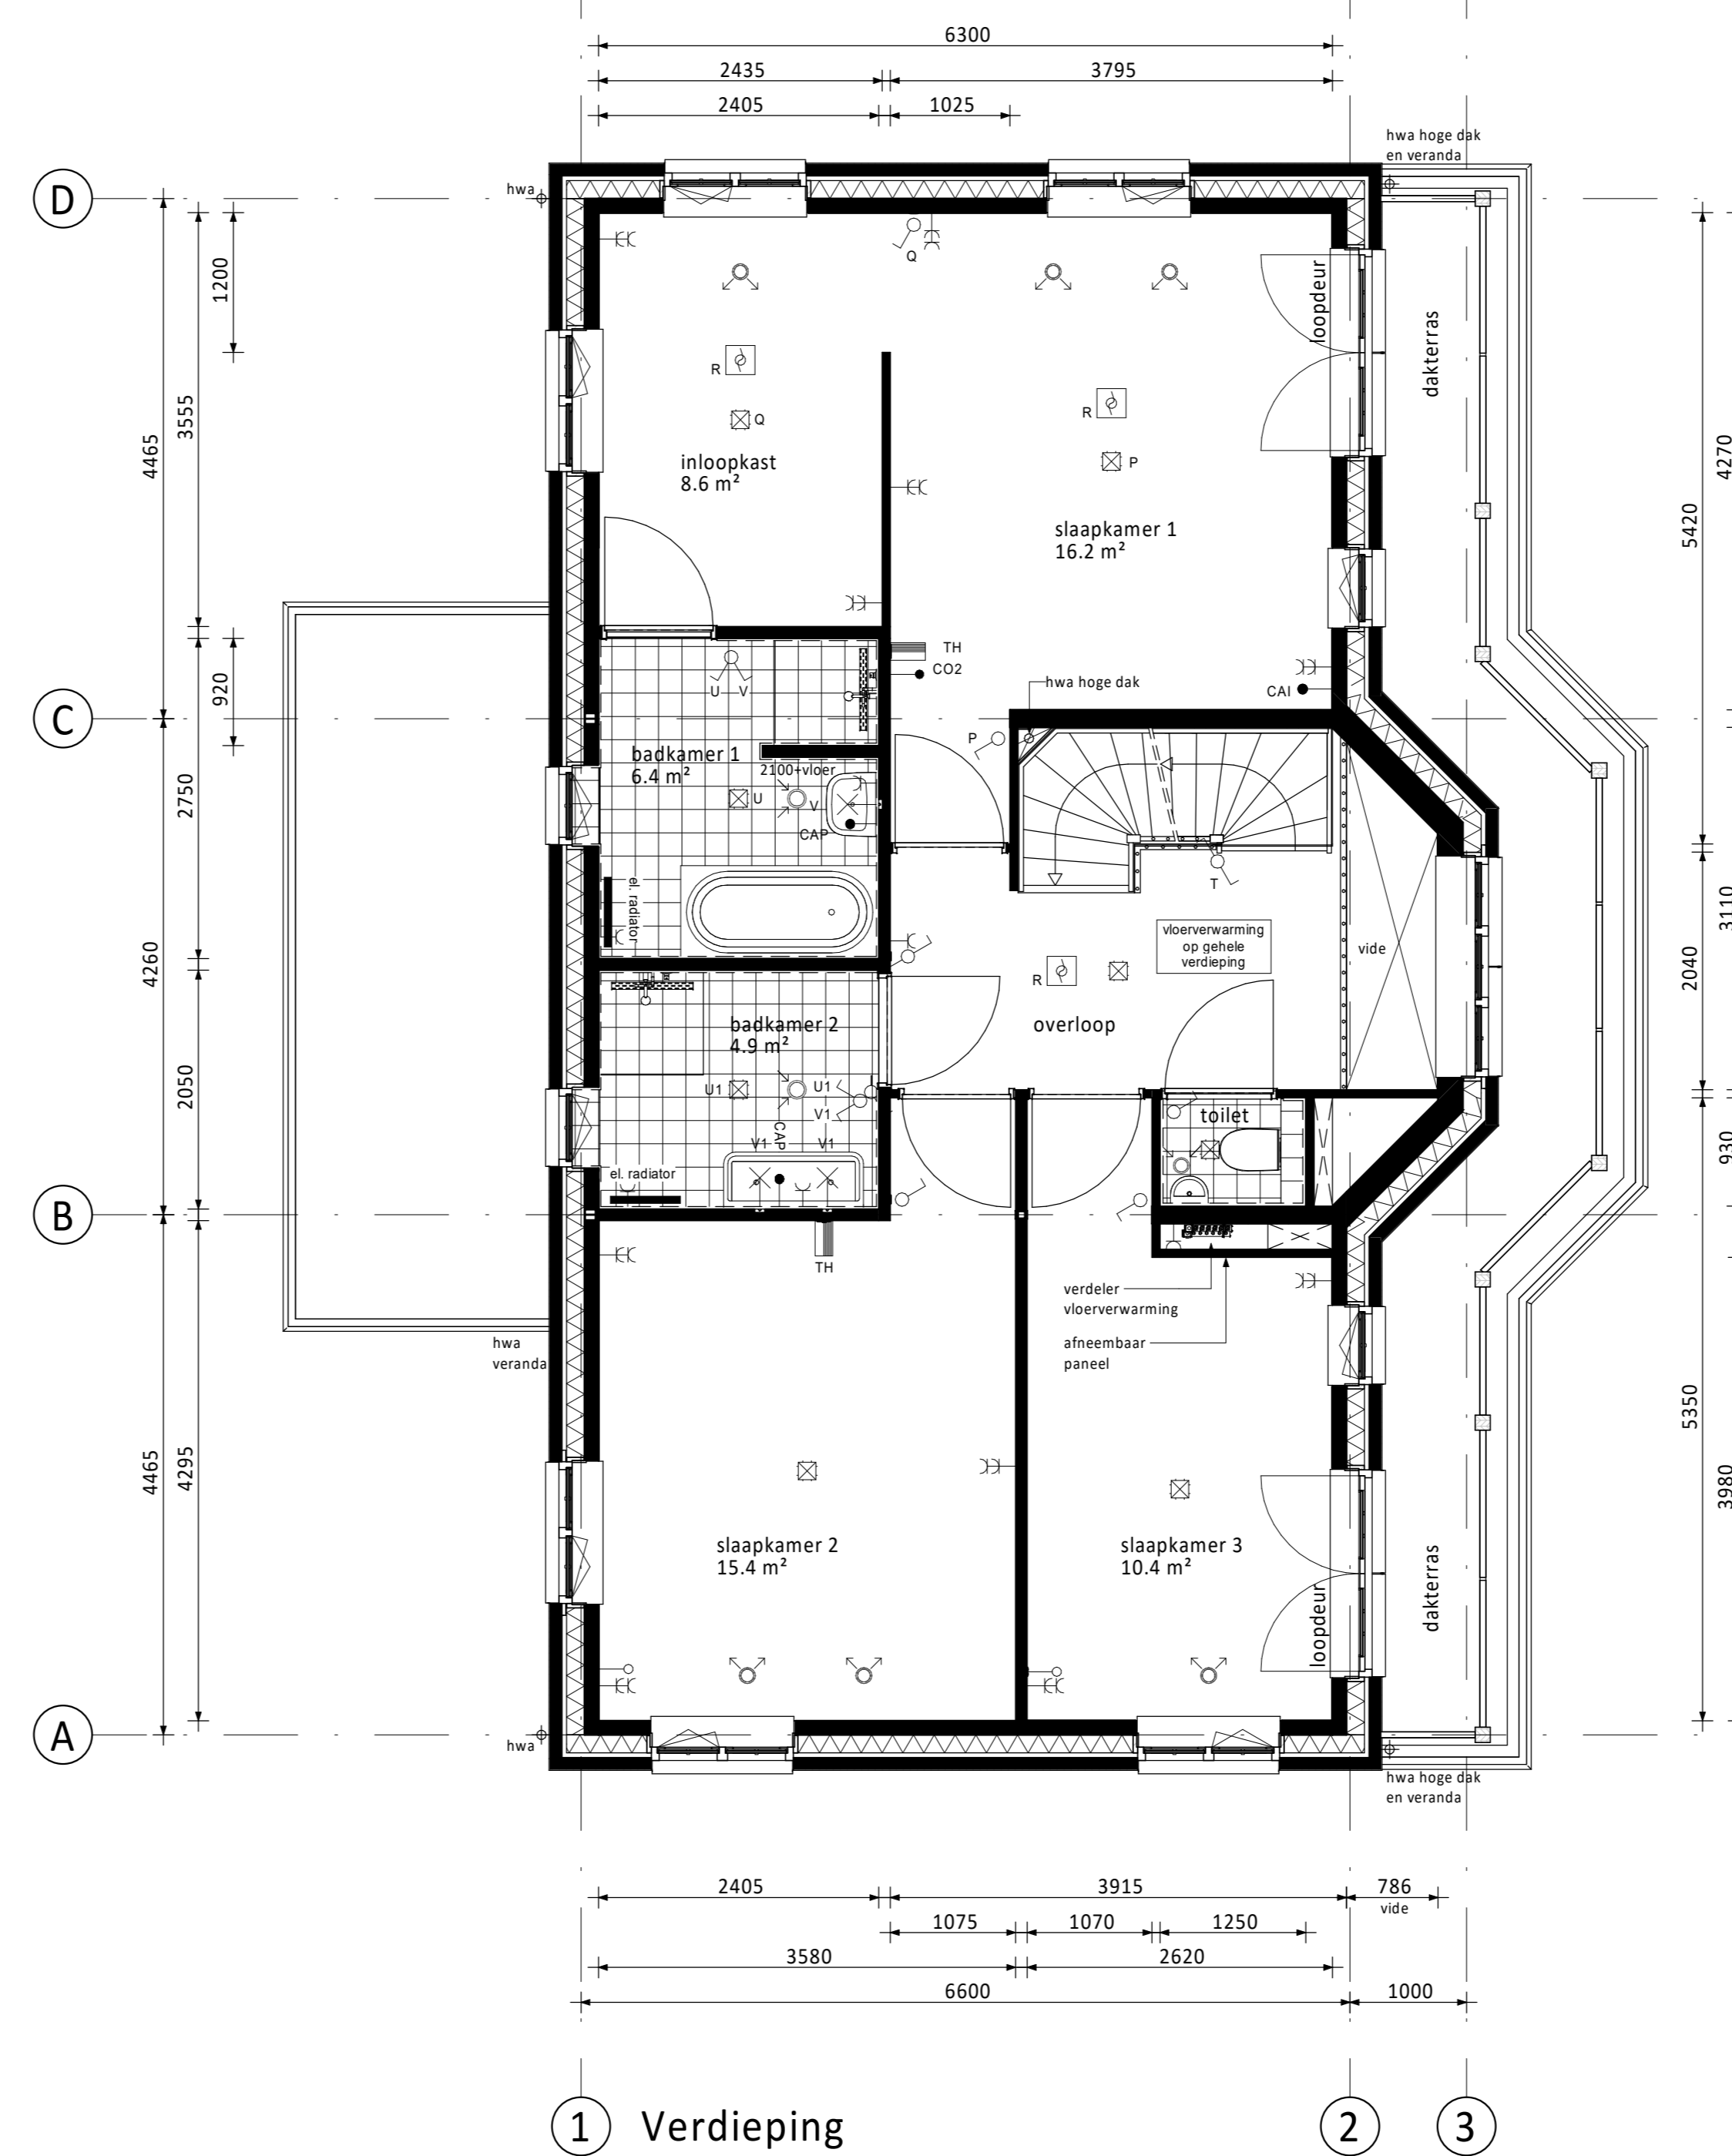 6300
2435
3795
2405
1025
hwa hoge dak
en veranda
D
hwa
Q
1200
loopdeur
dakterras
R
Q
R
P
3555
4465
4270
inloopkast
8.6 m²
slaapkamer 1
16.2 m²
5420
TH
CO2
hwa hoge dak
CAI
U
V
920
C
P
badkamer 1
6.4 m²
2100+vloer
U
V
CAP
2750
T
el. radiator
3110
vloerverwarming
op gehele
verdieping
vide
R
4260
2040
overloop
badkamer 2
4.9 m²
2050
U1
U1
V1
CAP
V1
V1
toilet
930
el. radiator
B
TH
verdeler
vloerverwarming
afneembaar
paneel
hwa
veranda
5350
4465
4295
3980
slaapkamer 2
15.4 m²
slaapkamer 3
10.4 m²
loopdeur
dakterras
A
hwa
hwa hoge dak
en veranda
2405
3915
786
vide
1075
1070
1250
3580
2620
6600
1000
1
Verdieping
2
3